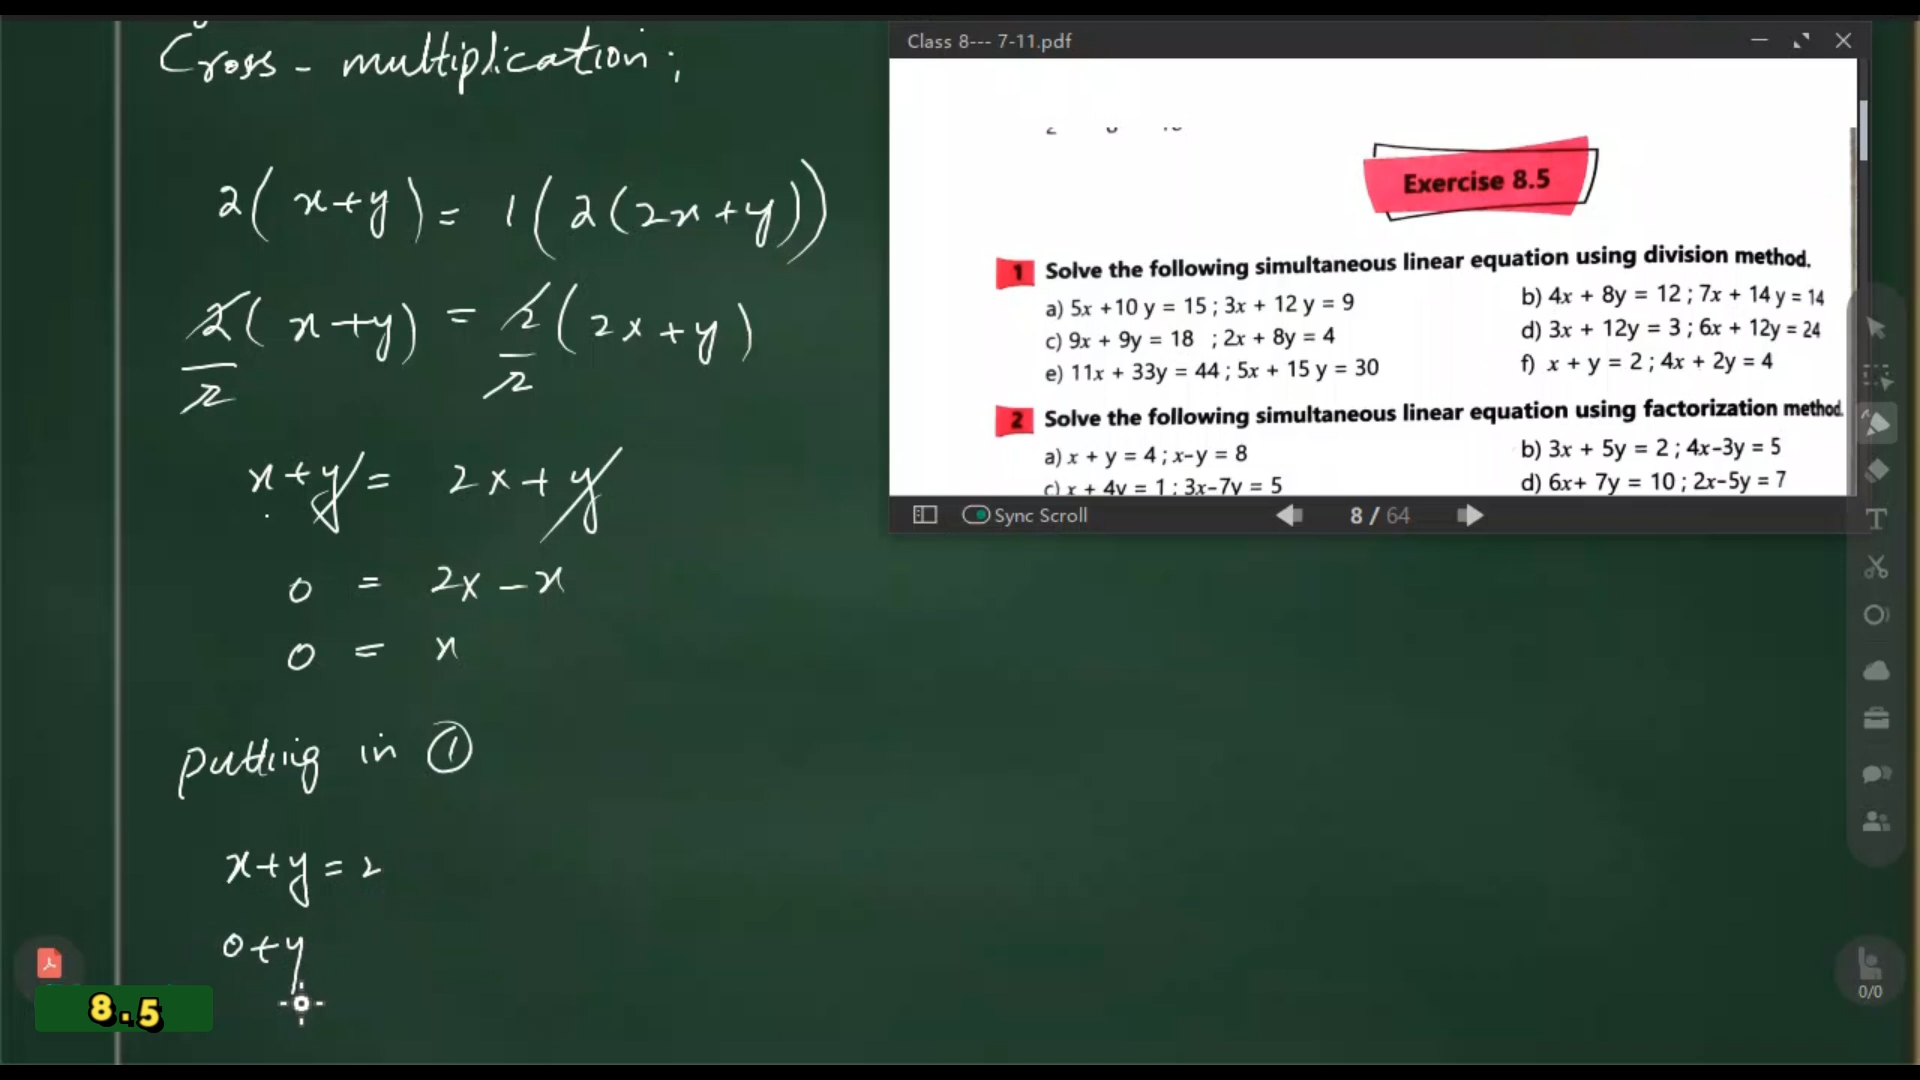 Cross - multiplication;
2(x+y) = 1(2(2x+y))
2(x+y) = 2(2x+y)
2 2
x+y = 2x+y
0 = 2x - x
0 = x
putting in ①
x+y = 2
0+y
8.5
Class 8--- 7-11.pdf
Exercise 8.5
1 Solve the following simultaneous linear equation using division method.
a) 5x +10 y = 15 ; 3x + 12 y = 9 b) 4x + 8y = 12 ; 7x + 14 y = 14
c) 9x + 9y = 18 ; 2x + 8y = 4 d) 3x + 12y = 3 ; 6x + 12y = 24
e) 11x + 33y = 44 ; 5x + 15 y = 30 f) x + y = 2 ; 4x + 2y = 4
2 Solve the following simultaneous linear equation using factorization method.
a) x + y = 4 ; x-y = 8 b) 3x + 5y = 2 ; 4x-3y = 5
c) x + 4y = 1 ; 3x-7y = 5 d) 6x+ 7y = 10 ; 2x-5y = 7
Sync Scroll 8 / 64
T
0/0